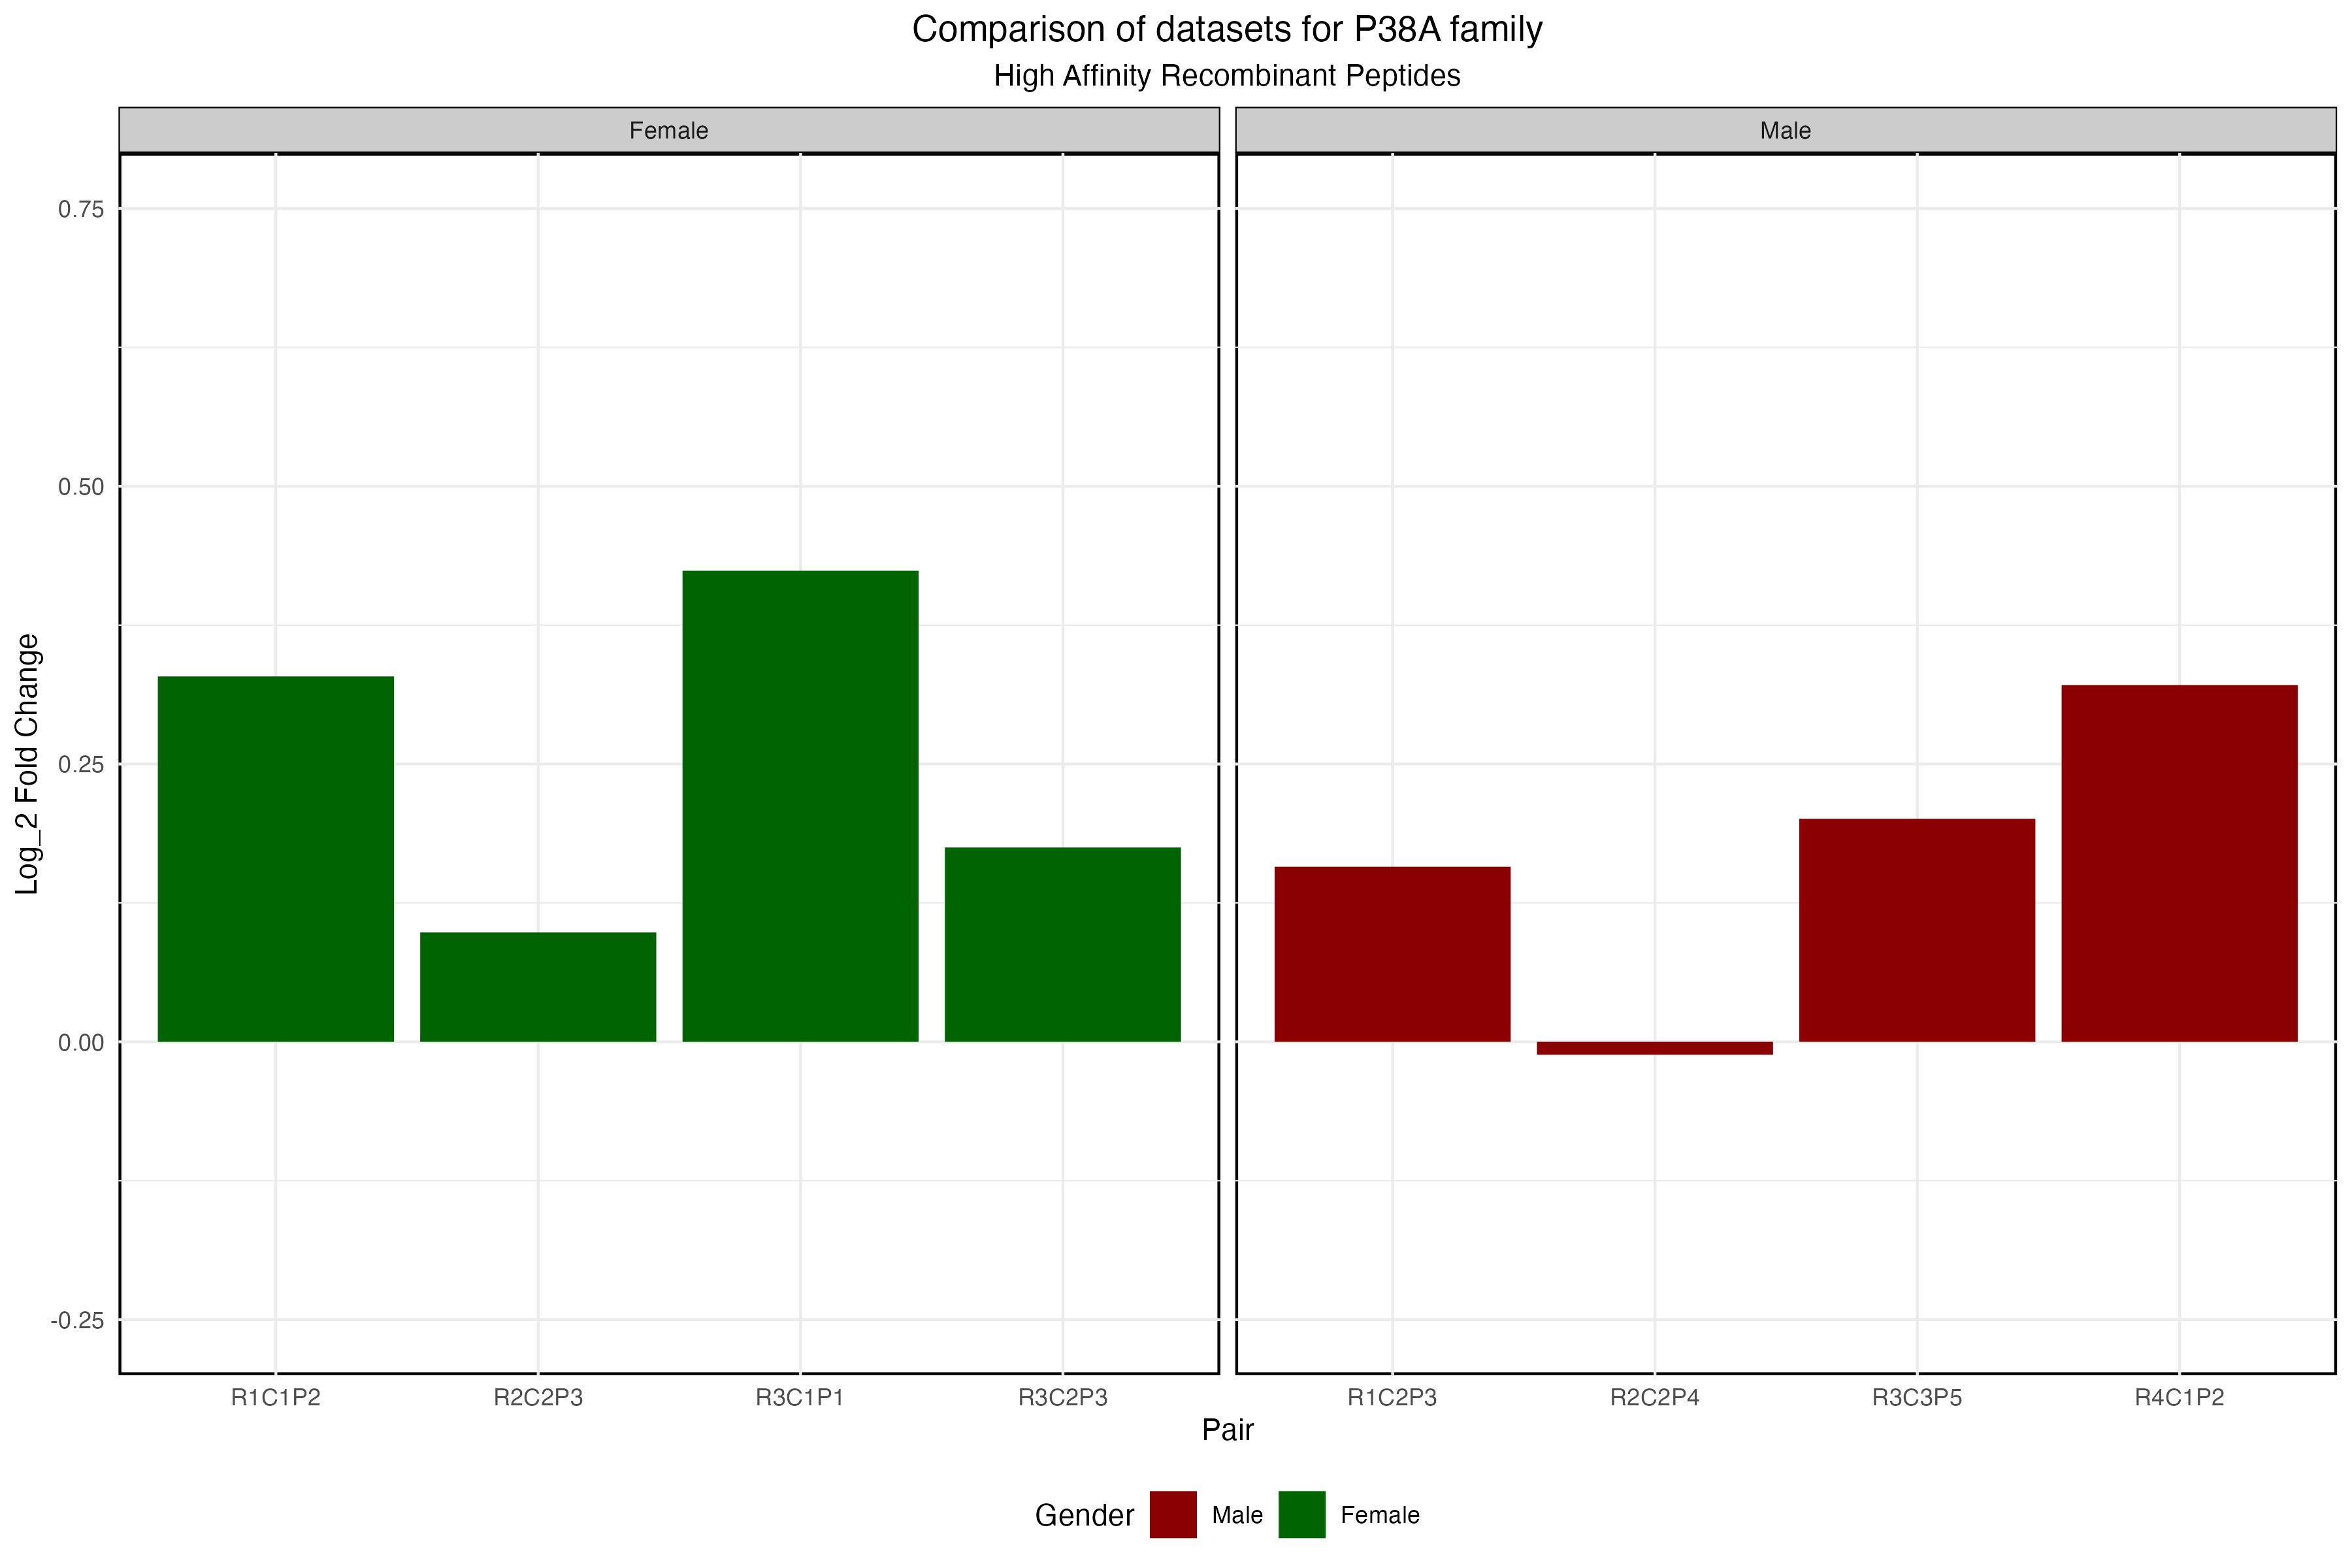 Comparison of datasets for P38A family
High Affinity Recombinant Peptides
Female Male
0.75
0.50
0.25
0.00
-0.25
Log_2 Fold Change
R1C1P2 R2C2P3 R3C1P1 R3C2P3 R1C2P3 R2C2P4 R3C3P5 R4C1P2
Pair
Gender Male Female